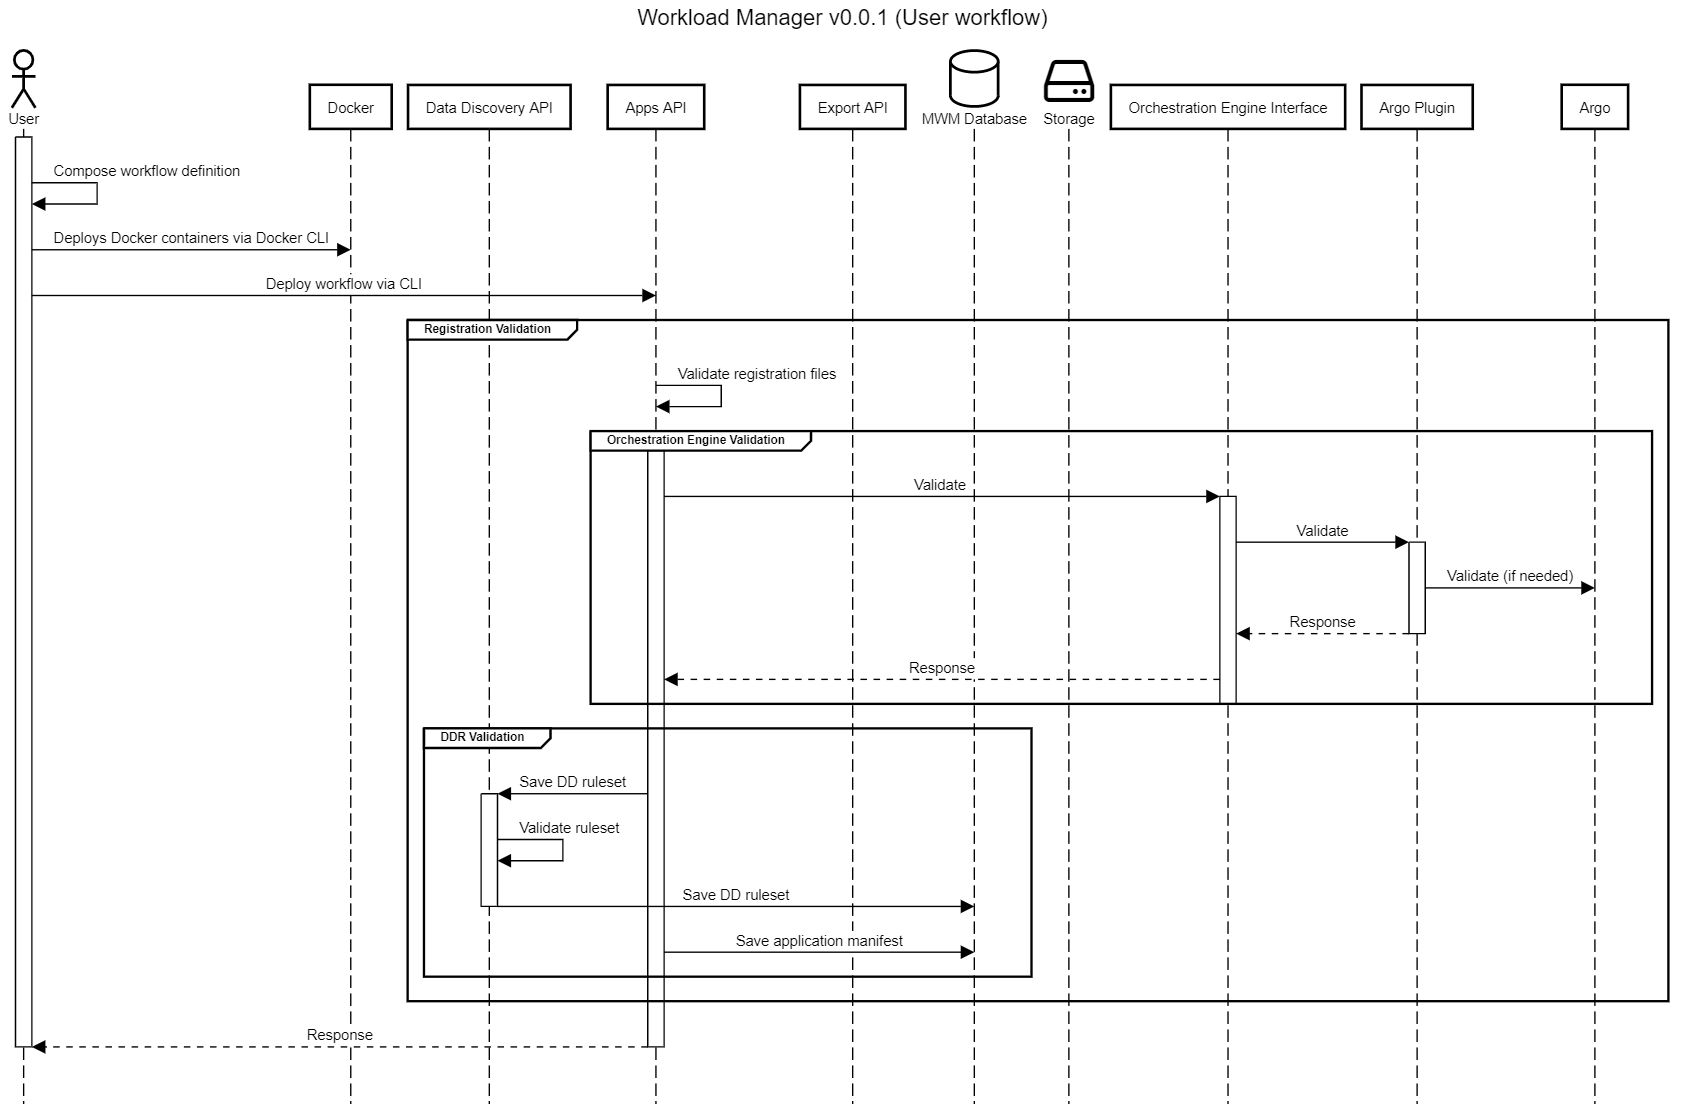 Workload Manager v0.0.1 (User workflow)
User
Docker
Data Discovery API
Apps API
Export API
MWM Database
Storage
Orchestration Engine Interface
Argo Plugin
Argo
Compose workflow definition
Deploys Docker containers via Docker CLI
Deploy workflow via CLI
Registration Validation
Validate registration files
Orchestration Engine Validation
Validate
Validate
Validate (if needed)
Response
Response
DDR Validation
Save DD ruleset
Validate ruleset
Save DD ruleset
Save application manifest
Response